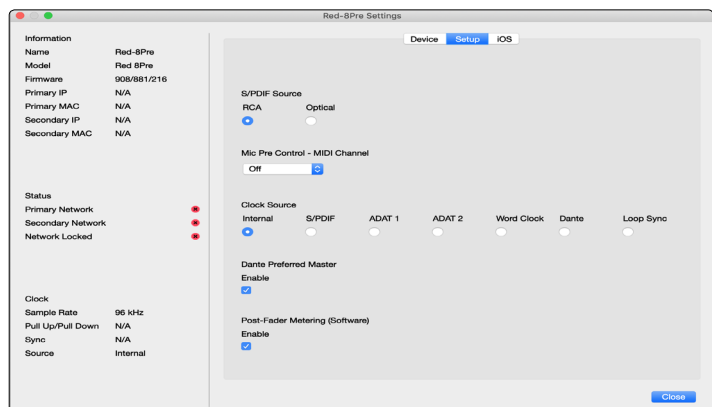 Red-8Pre Settings
Information
Name Red-8Pre
Model Red 8Pre
Firmware 908/881/216
Primary IP N/A
Primary MAC N/A
Secondary IP N/A
Secondary MAC N/A
Status
Primary Network
Secondary Network
Network Locked
Clock
Sample Rate 96 kHz
Pull Up/Pull Down N/A
Sync N/A
Source Internal
Device Setup iOS
S/PDIF Source
RCA Optical
Mic Pre Control - MIDI Channel
Off
Clock Source
Internal S/PDIF ADAT 1 ADAT 2 Word Clock Dante Loop Sync
Dante Preferred Master
Enable
Post-Fader Metering (Software)
Enable
Close